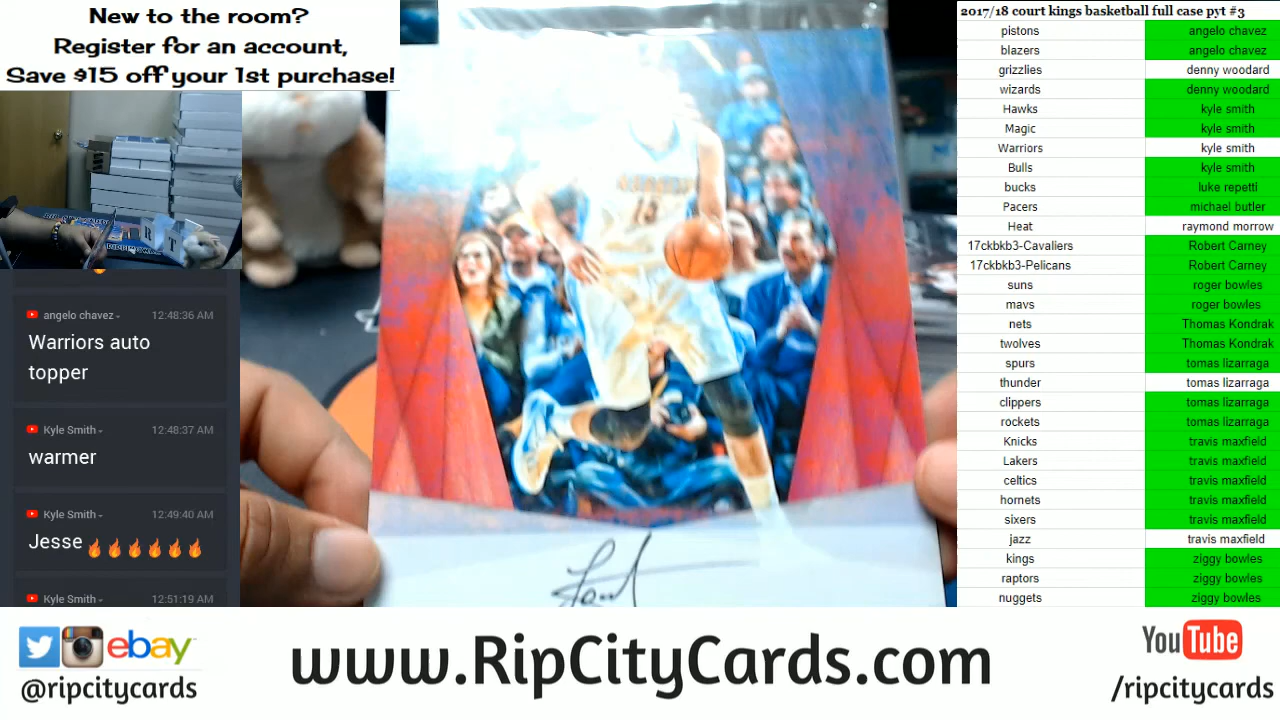 New to the room?
Register for an account,
Save $15 off your 1st purchase!
angelo chavez 12:48:36 AM
Warriors auto
topper
Kyle Smith 12:48:37 AM
warmer
Kyle Smith 12:49:40 AM
Jesse 🔥🔥🔥🔥🔥🔥
Kyle Smith 12:51:19 AM
2017/18 court kings basketball full case pyt #3
pistons angelo chavez
blazers angelo chavez
grizzlies denny woodard
wizards denny woodard
Hawks kyle smith
Magic kyle smith
Warriors kyle smith
Bulls kyle smith
bucks luke repetti
Pacers michael butler
Heat raymond morrow
17ckbkb3-Cavaliers Robert Carney
17ckbkb3-Pelicans Robert Carney
suns roger bowles
mavs roger bowles
nets Thomas Kondrak
twolves Thomas Kondrak
spurs tomas lizarraga
thunder tomas lizarraga
clippers tomas lizarraga
rockets tomas lizarraga
Knicks travis maxfield
Lakers travis maxfield
celtics travis maxfield
hornets travis maxfield
sixers travis maxfield
jazz travis maxfield
kings ziggy bowles
raptors ziggy bowles
nuggets ziggy bowles
ebay
@ripcitycards
www.RipCityCards.com
YouTube
/ripcitycards